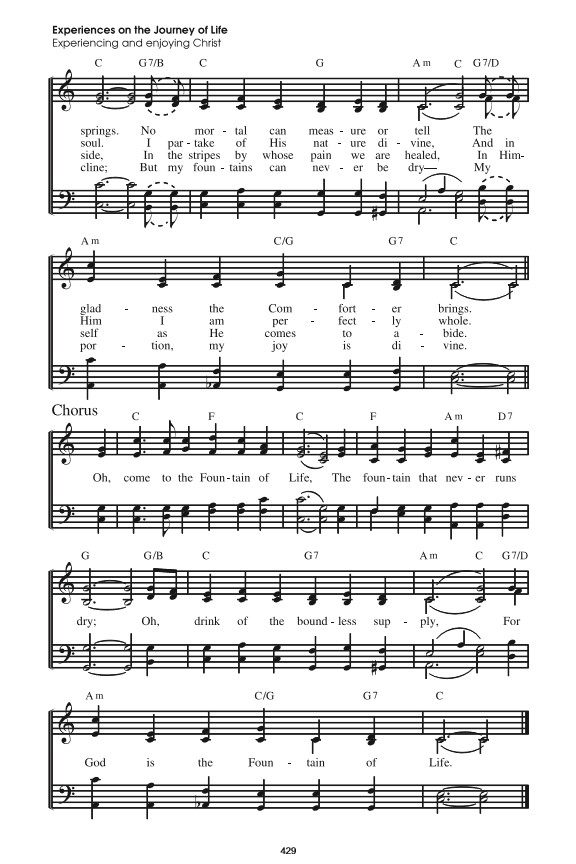 Experiences on the Journey of Life
Experiencing and enjoying Christ
C G7/B C G A m C G7/D
springs. No mor - tal can meas - ure or tell The
soul. I par - take of His nat - ure di - vine, And in
side, In the stripes by whose pain we are healed, In Him-
cline; But my foun - tains can nev - er be dry— My
A m C/G G7 C
glad - ness the Com - fort - er brings.
Him I am per - fect - ly whole.
self as He comes to a - bide.
por - tion, my joy is di - vine.
Chorus
C F C F A m D7
Oh, come to the Foun - tain of Life, The foun - tain that nev - er runs
G G/B C G7 A m C G7/D
dry; Oh, drink of the bound - less sup - ply, For
A m C/G G7 C
God is the Foun - tain of Life.
429